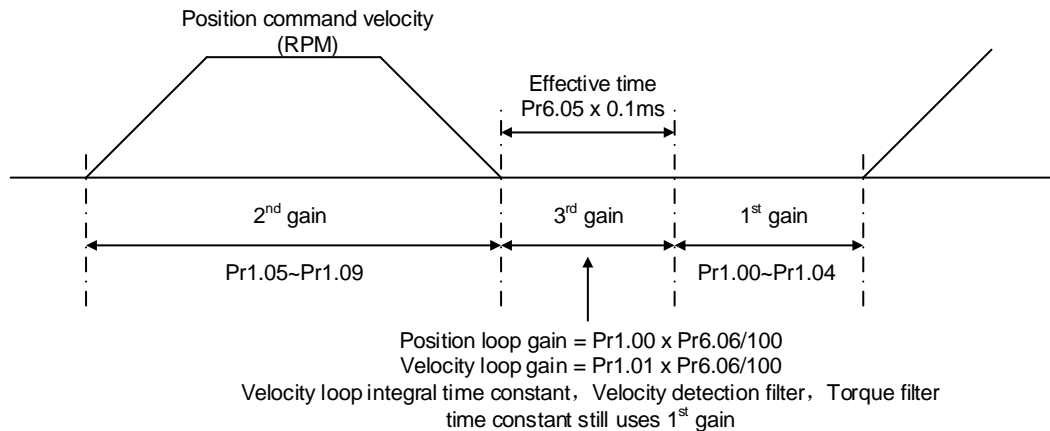 Position command velocity
(RPM)
Effective time
Pr6.05 x 0.1ms
2nd gain
3rd gain
1st gain
Pr1.05~Pr1.09
Pr1.00~Pr1.04
Position loop gain = Pr1.00 x Pr6.06/100
Velocity loop gain = Pr1.01 x Pr6.06/100
Velocity loop integral time constant，Velocity detection filter，Torque filter
time constant still uses 1st gain